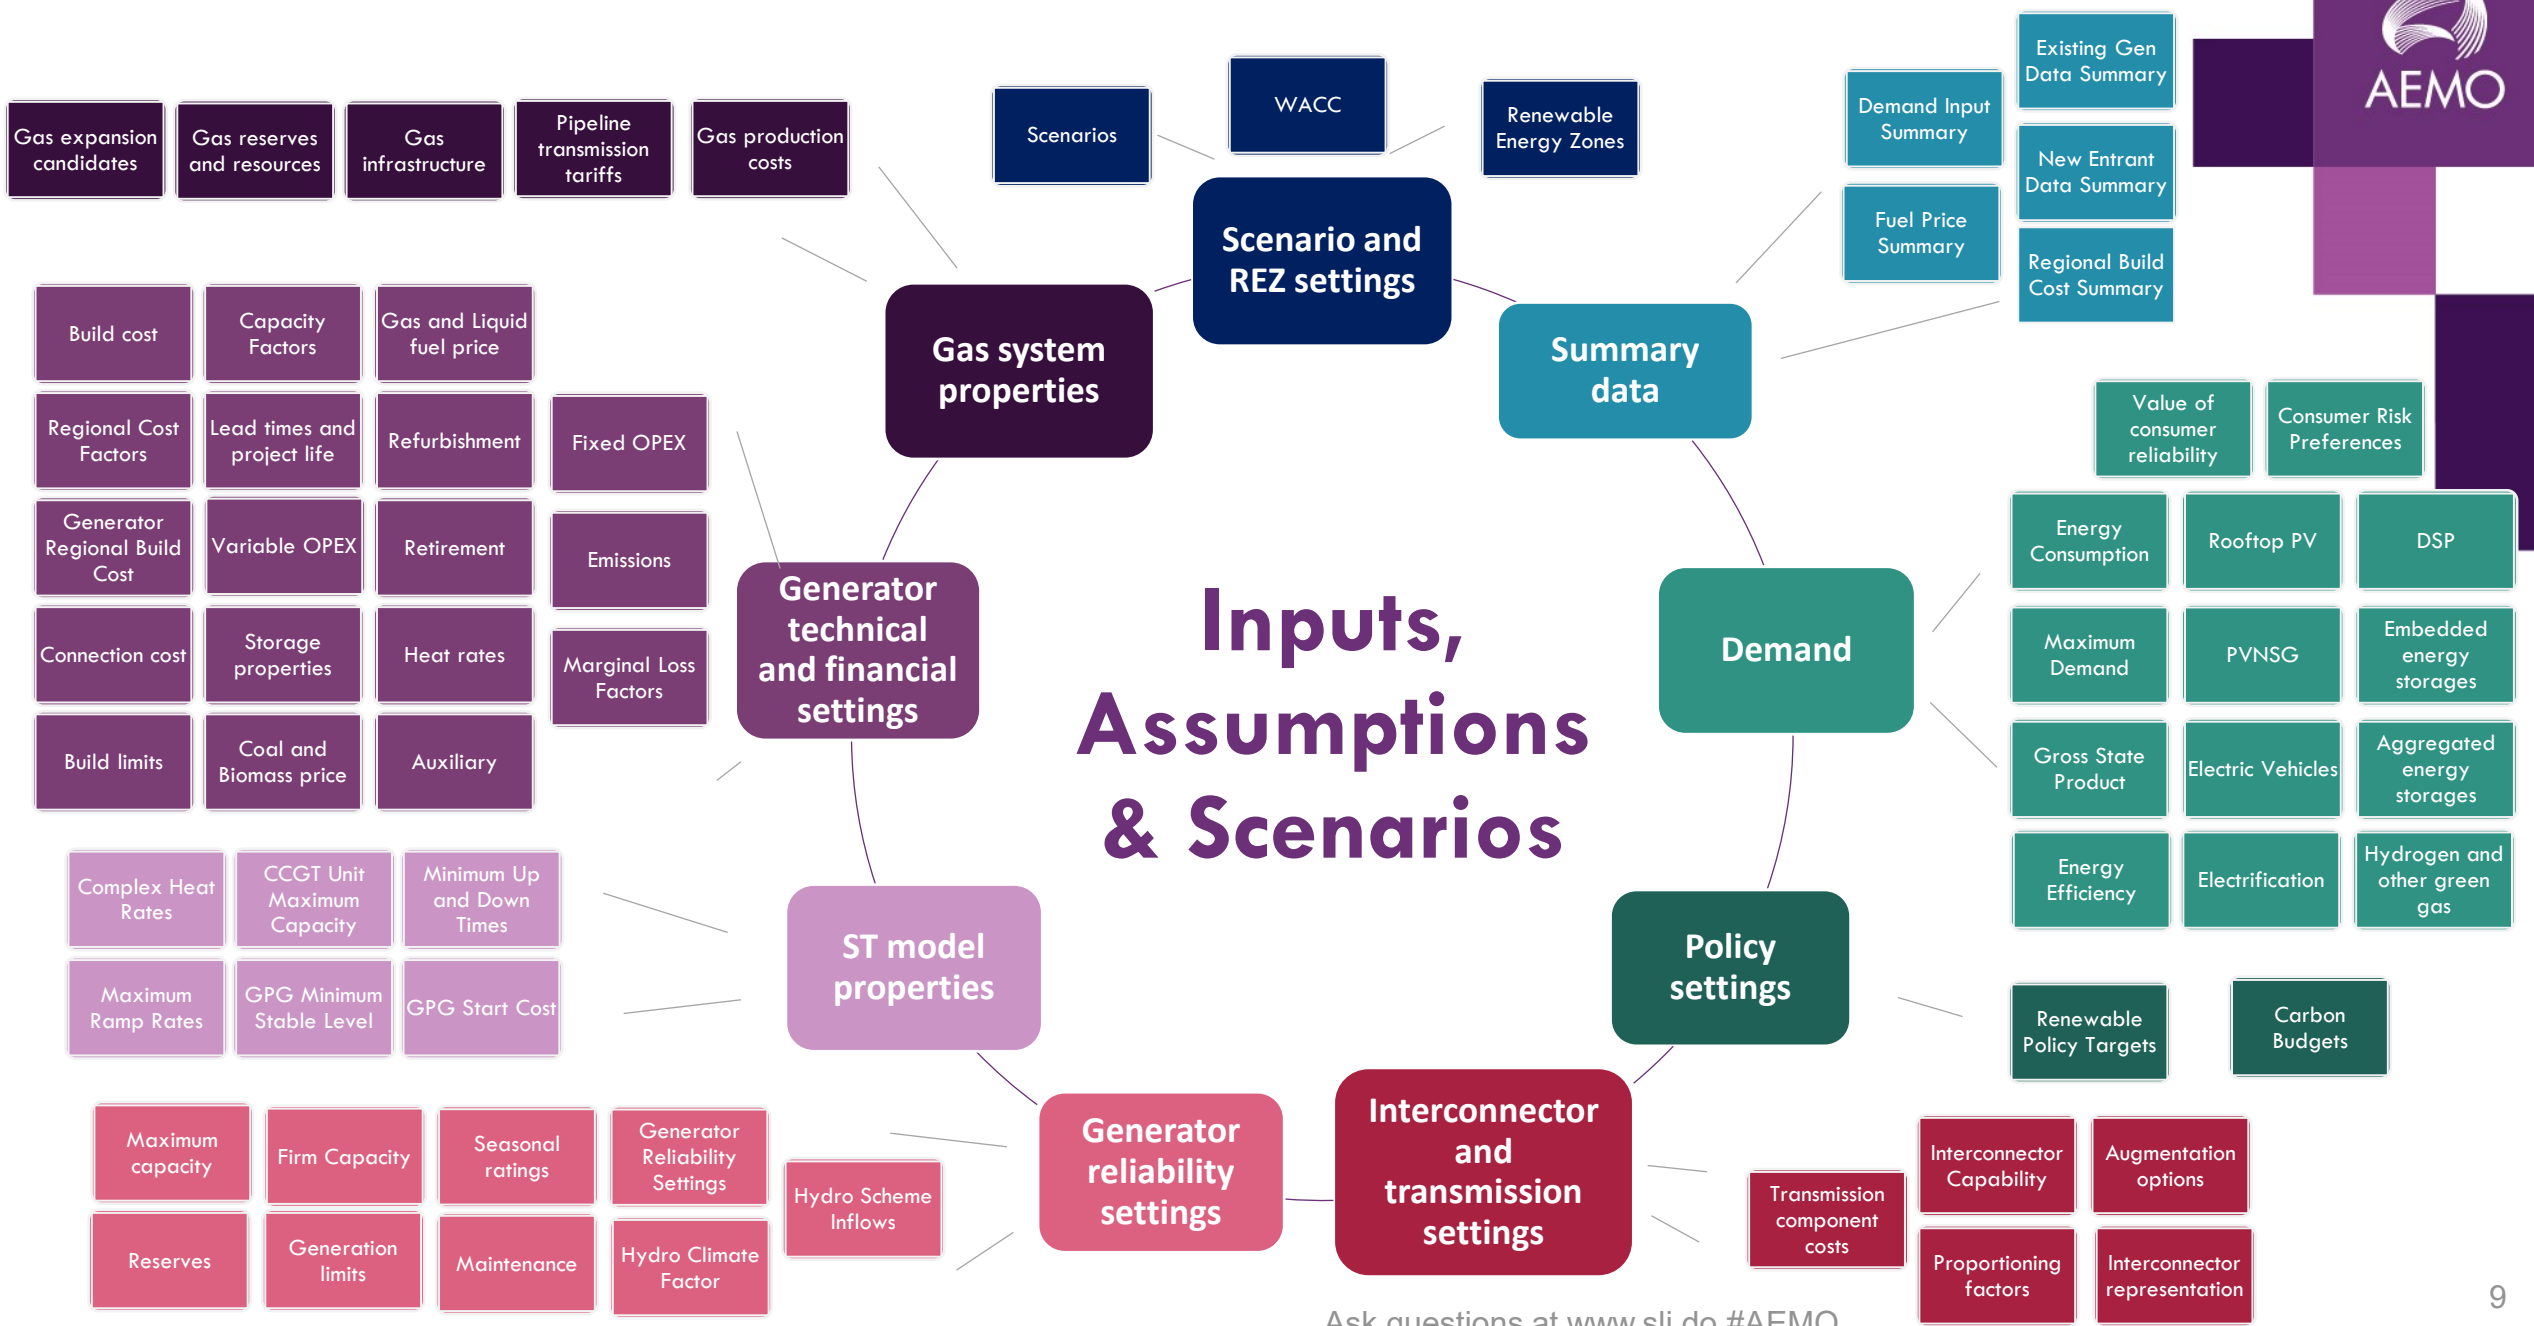 AEMO
Gas expansion
candidates
Gas reserves
and resources
Gas
infrastructure
Pipeline
transmission
tariffs
Gas production
costs
Scenarios
WACC
Renewable
Energy Zones
Demand Input
Summary
Existing Gen
Data Summary
New Entrant
Data Summary
Fuel Price
Summary
Regional Build
Cost Summary
Scenario and
REZ settings
Gas system
properties
Summary
data
Build cost
Capacity
Factors
Gas and Liquid
fuel price
Regional Cost
Factors
Lead times and
project life
Refurbishment
Fixed OPEX
Generator
Regional Build
Cost
Variable OPEX
Retirement
Emissions
Connection cost
Storage
properties
Heat rates
Marginal Loss
Factors
Build limits
Coal and
Biomass price
Auxiliary
Generator
technical
and financial
settings
Inputs,
Assumptions
& Scenarios
Demand
Value of
consumer
reliability
Consumer Risk
Preferences
Energy
Consumption
Rooftop PV
DSP
Maximum
Demand
PVNSG
Embedded
energy
storages
Gross State
Product
Electric Vehicles
Aggregated
energy
storages
Energy
Efficiency
Electrification
Hydrogen and
other green
gas
Complex Heat
Rates
CCGT Unit
Maximum
Capacity
Minimum Up
and Down
Times
Maximum
Ramp Rates
GPG Minimum
Stable Level
GPG Start Cost
ST model
properties
Policy
settings
Renewable
Policy Targets
Carbon
Budgets
Maximum
capacity
Firm Capacity
Seasonal
ratings
Generator
Reliability
Settings
Hydro Scheme
Inflows
Reserves
Generation
limits
Maintenance
Hydro Climate
Factor
Generator
reliability
settings
Interconnector
and
transmission
settings
Transmission
component
costs
Interconnector
Capability
Augmentation
options
Proportioning
factors
Interconnector
representation
Ask questions at www.sli.do #AEMO
9